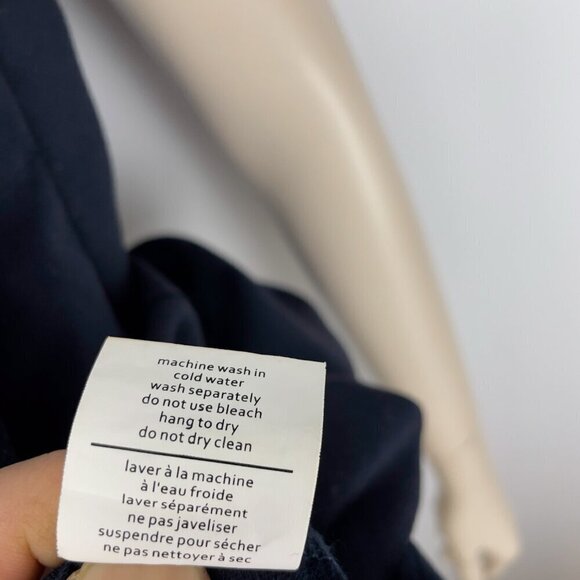 machine wash in
cold water
wash separately
do not use bleach
hang to dry
do not dry clean
laver à la machine
à l'eau froide
laver séparément
ne pas javeliser
suspendre pour sécher
ne pas nettoyer à sec